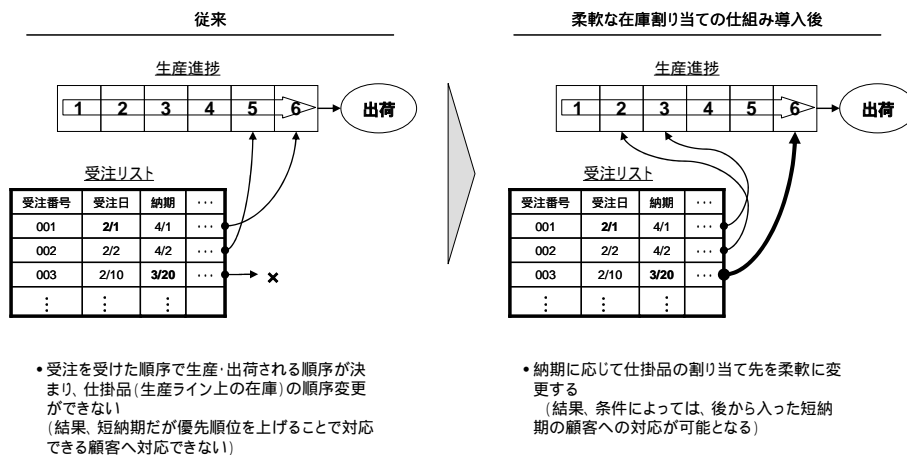 従来
生産進捗
1 2 3 4 5 6
出荷
受注リスト
受注番号 受注日 納期 ･･･
001 2/1 4/1 ･･･
002 2/2 4/2 ･･･
003 2/10 3/20 ･･･
⋮ ⋮ ⋮
×
•受注を受けた順序で生産・出荷される順序が決
まり、仕掛品(生産ライン上の在庫)の順序変更
ができない
(結果、短納期だが優先順位を上げることで対応
できる顧客へ対応できない)
柔軟な在庫割り当ての仕組み導入後
生産進捗
1 2 3 4 5 6
出荷
受注リスト
受注番号 受注日 納期 ･･･
001 2/1 4/1 ･･･
002 2/2 4/2 ･･･
003 2/10 3/20 ･･･
⋮ ⋮ ⋮
•納期に応じて仕掛品の割り当て先を柔軟に変
更する
(結果、条件によっては、後から入った短納
期の顧客への対応が可能となる)